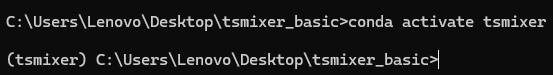 C:\Users\Lenovo\Desktop\tsmixer_basic>conda activate tsmixer
(tsmixer) C:\Users\Lenovo\Desktop\tsmixer_basic>